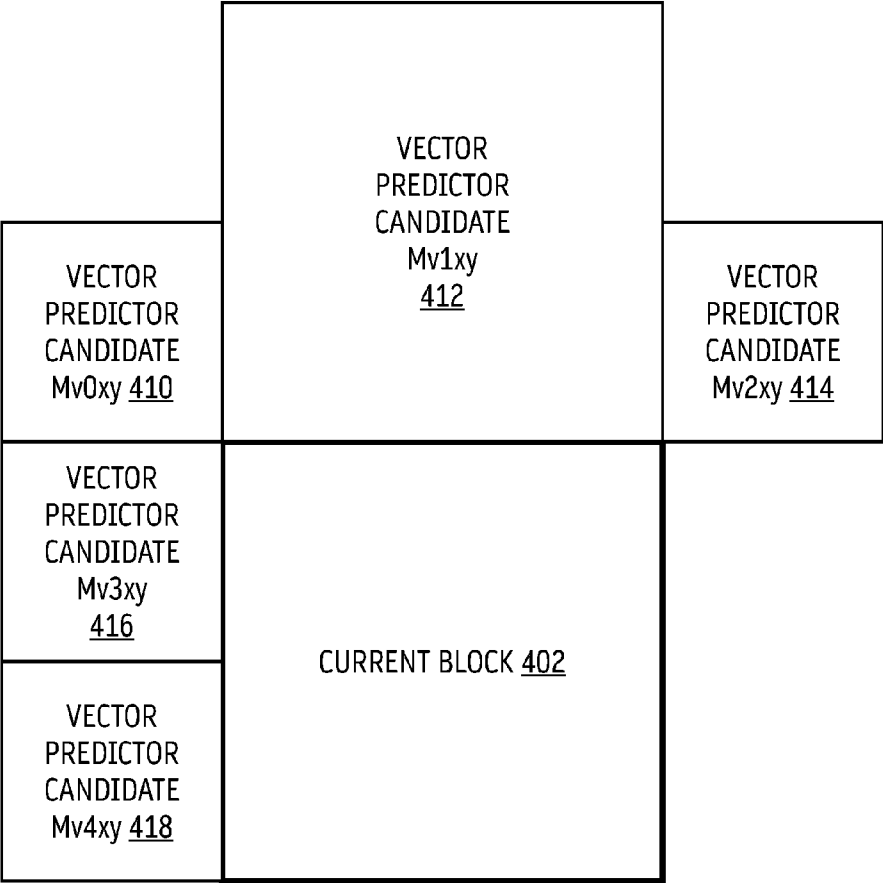 VECTOR
PREDICTOR
CANDIDATE
Mv1xy
412
VECTOR
PREDICTOR
CANDIDATE
Mv0xy 410
VECTOR
PREDICTOR
CANDIDATE
Mv2xy 414
VECTOR
PREDICTOR
CANDIDATE
Mv3xy
416
CURRENT BLOCK 402
VECTOR
PREDICTOR
CANDIDATE
Mv4xy 418